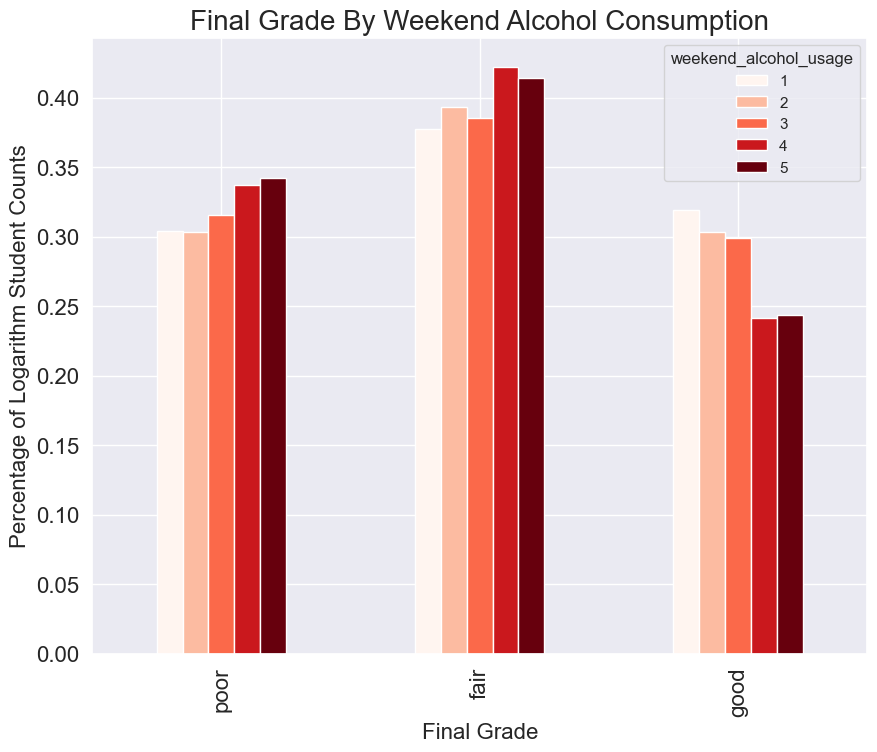 Final Grade By Weekend Alcohol Consumption
weekend_alcohol_usage
1
2
3
4
5
Percentage of Logarithm Student Counts
0.40
0.35
0.30
0.25
0.20
0.15
0.10
0.05
0.00
poor
fair
good
Final Grade